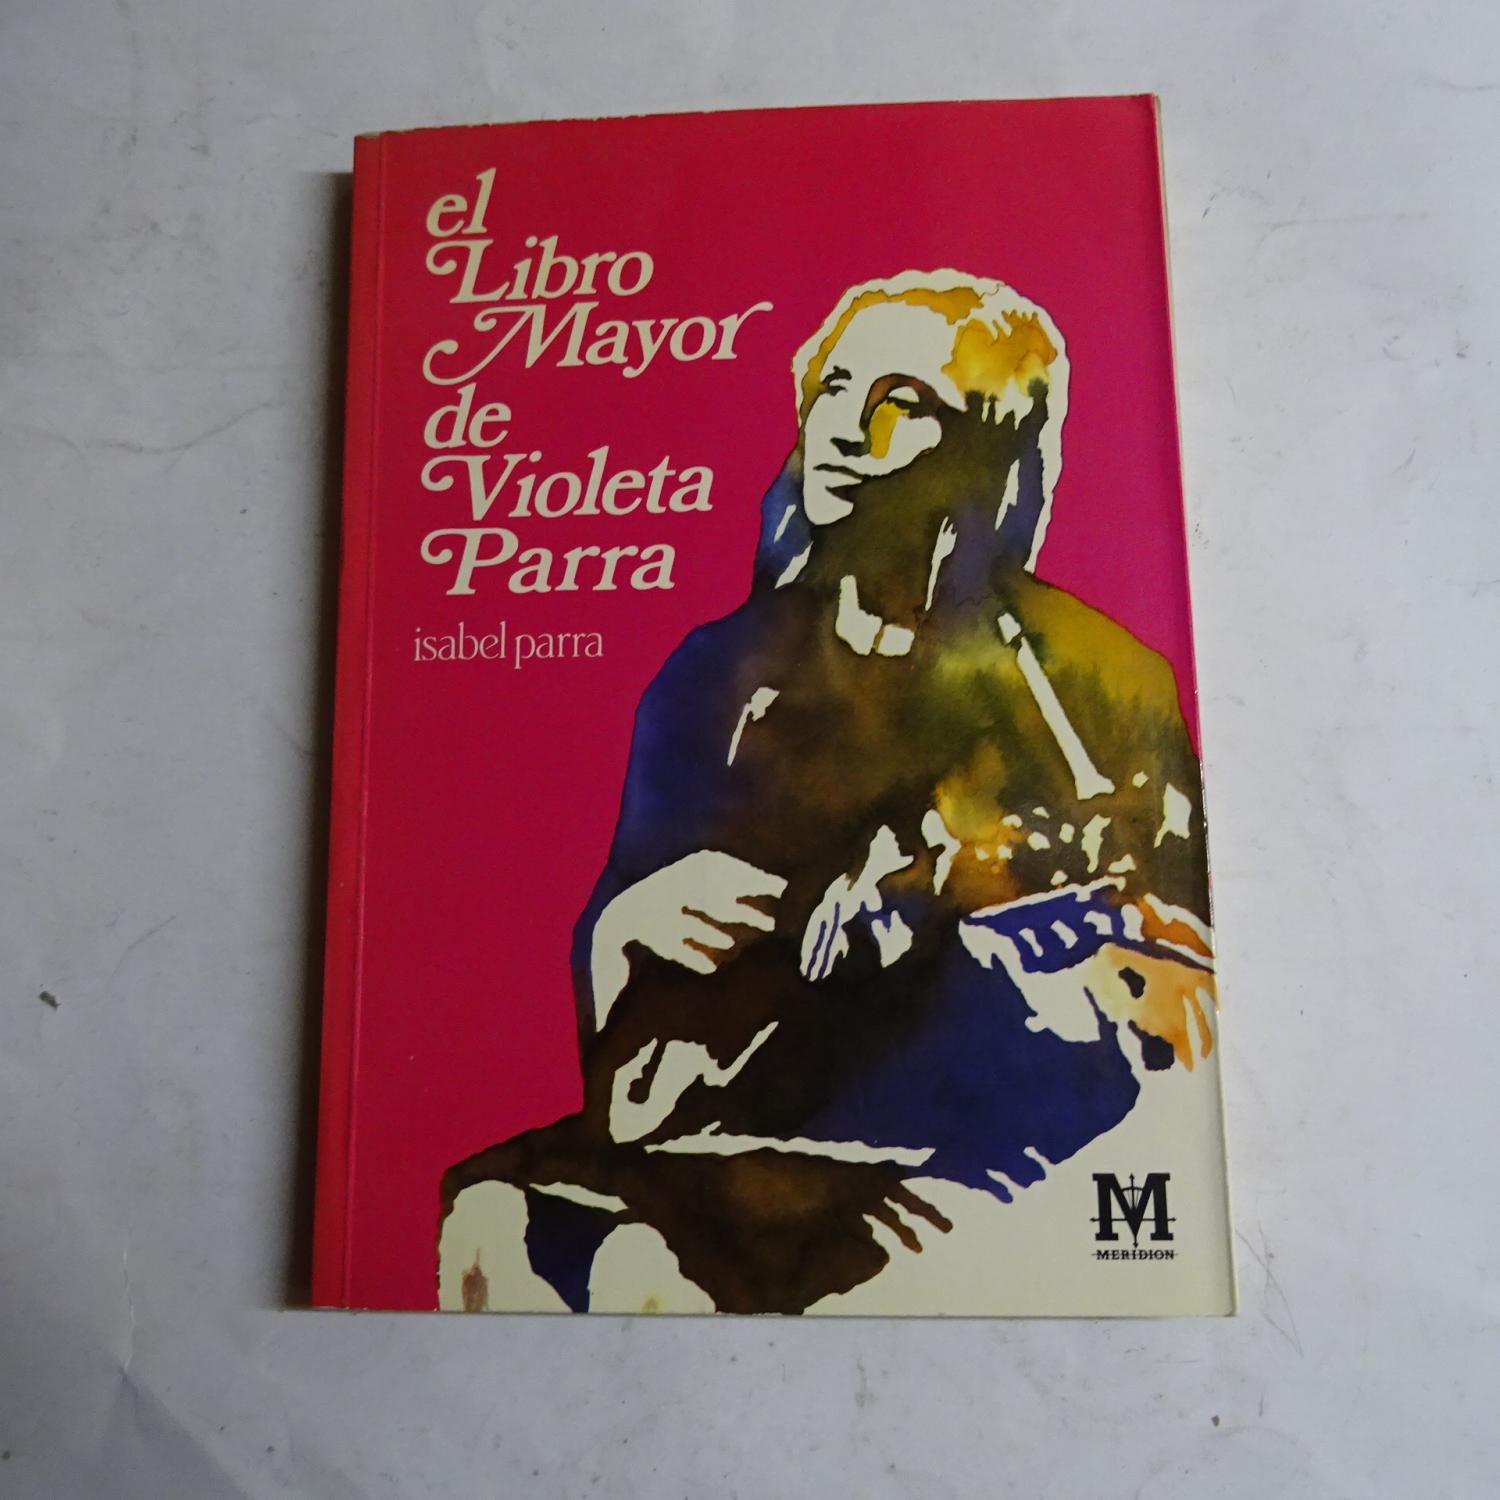 el
Libro
Mayor
de
Violeta
Parra
isabel parra
M
MERIDION